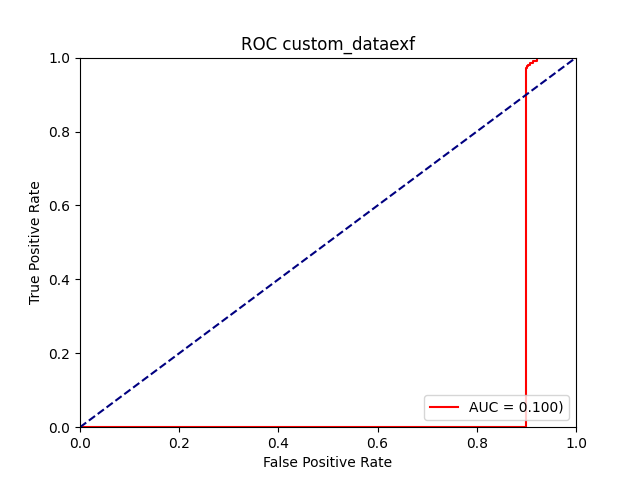 ROC custom_dataexf
1.0
0.8
0.6
0.4
0.2
0.0
True Positive Rate
AUC = 0.100)
0.0 0.2 0.4 0.6 0.8 1.0
False Positive Rate